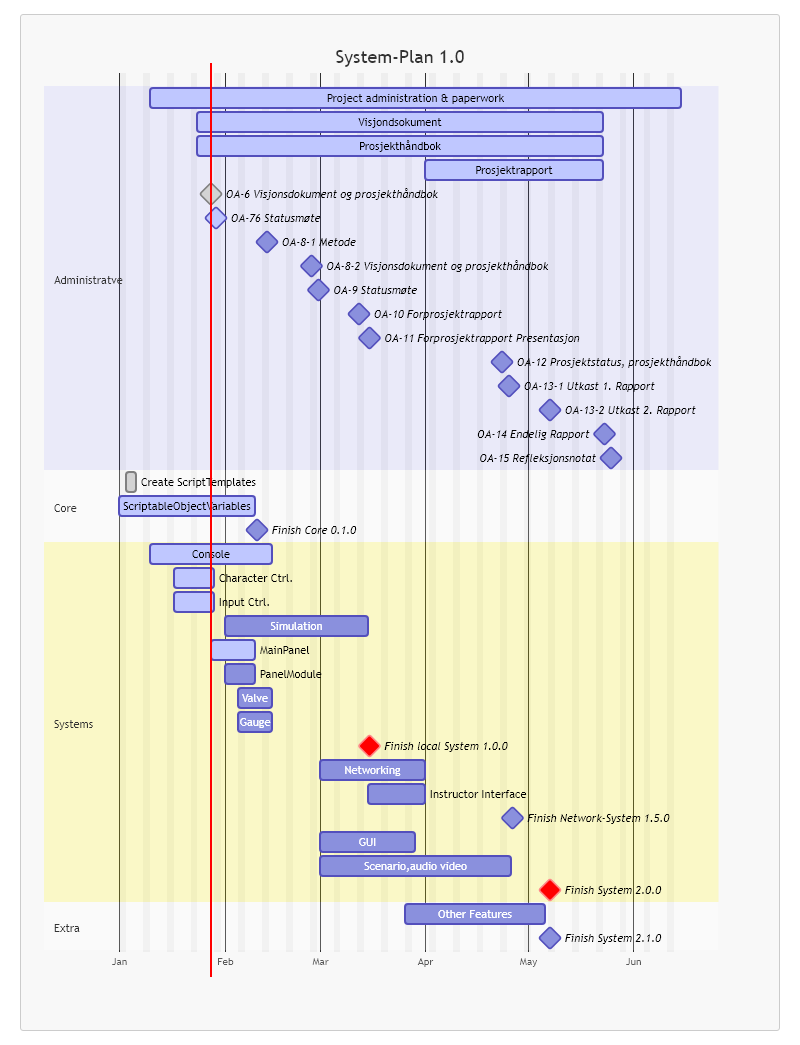 System-Plan 1.0
Project administration & paperwork
Visjondsokument
Prosjekthåndbok
Prosjektrapport
OA-6 Visjonsdokument og prosjekthåndbok
OA-76 Statusmøte
OA-8-1 Metode
OA-8-2 Visjonsdokument og prosjekthåndbok
Administratve
OA-9 Statusmøte
OA-10 Forprosjektrapport
OA-11 Forprosjektrapport Presentasjon
OA-12 Prosjektstatus, prosjekthåndbok
OA-13-1 Utkast 1. Rapport
OA-13-2 Utkast 2. Rapport
OA-14 Endelig Rapport
OA-15 Refleksjonsnotat
Create ScriptTemplates
Core
ScriptableObjectVariables
Finish Core 0.1.0
Console
Character Ctrl.
Input Ctrl.
Simulation
MainPanel
PanelModule
Valve
Systems
Gauge
Finish local System 1.0.0
Networking
Instructor Interface
Finish Network-System 1.5.0
GUI
Scenario,audio video
Finish System 2.0.0
Other Features
Extra
Finish System 2.1.0
Jan Feb Mar Apr May Jun